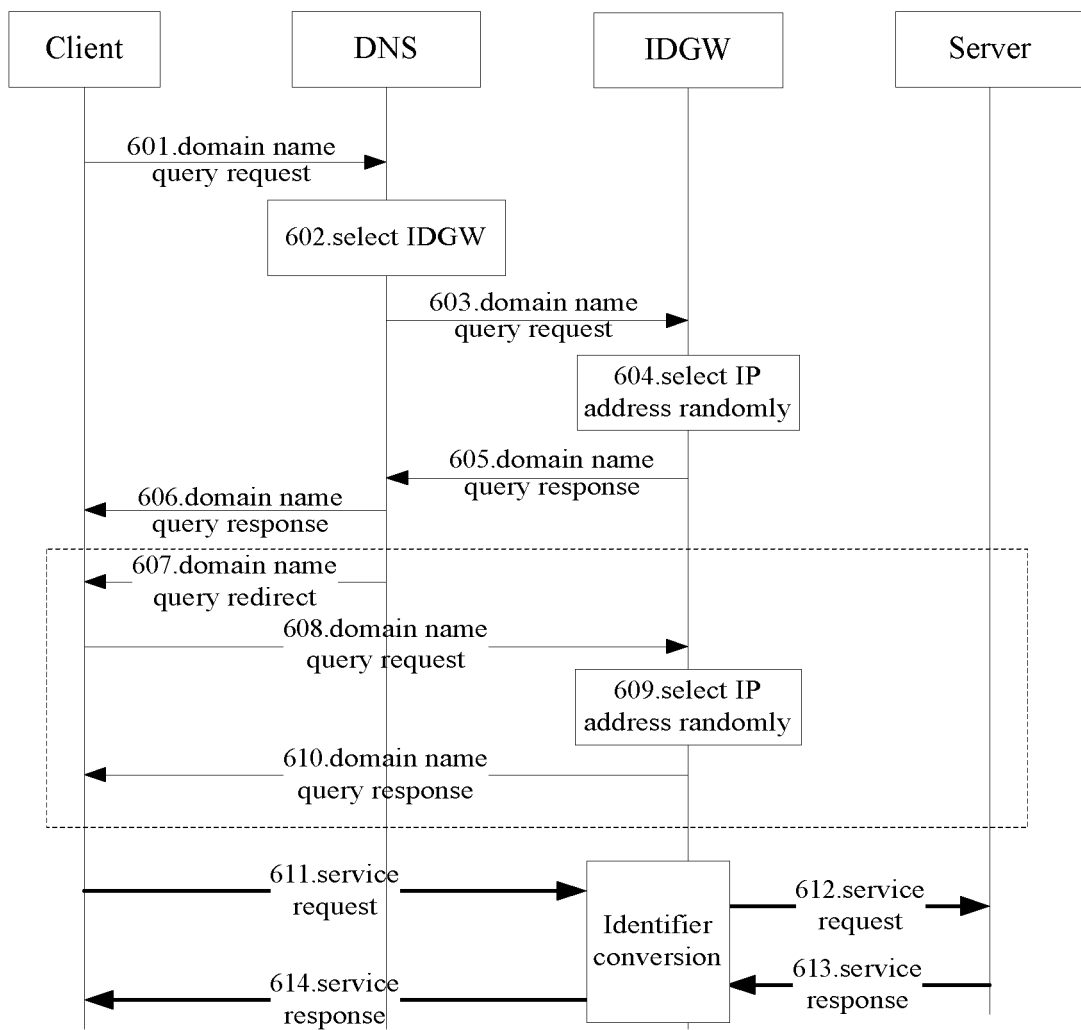 Client
DNS
IDGW
Server
601.domain name
query request
602.select IDGW
603.domain name
query request
604.select IP
address randomly
605.domain name
query response
606.domain name
query response
607.domain name
query redirect
608.domain name
query request
609.select IP
address randomly
610.domain name
query response
611.service
request
612.service
request
Identifier
conversion
613.service
response
614.service
response